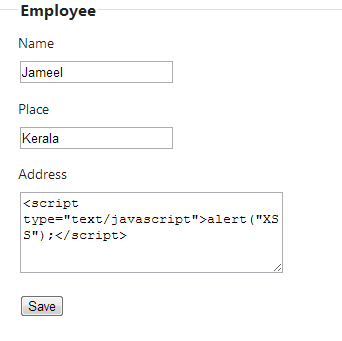 Employee
Name
Jameel
Place
Kerala
Address
<script
type="text/javascript">alert("XS
S");</script>
Save